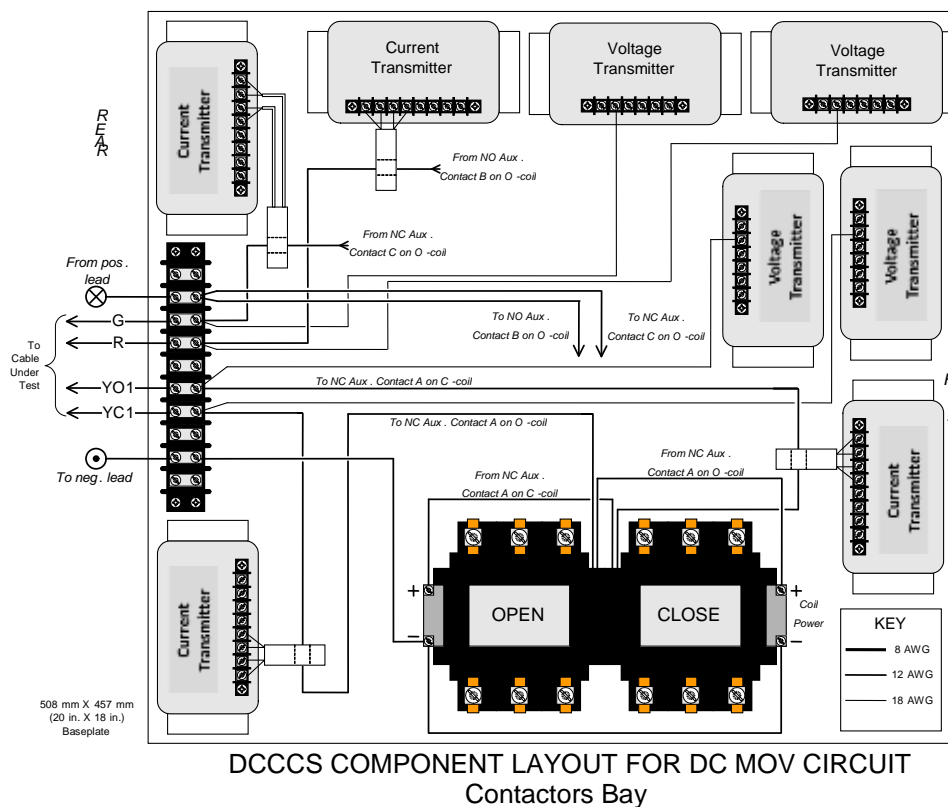 Current
Transmitter
Current
Transmitter
Voltage
Transmitter
Voltage
Transmitter
REAR
From NO Aux .
Contact B on O -coil
From NC Aux .
Contact C on O -coil
Voltage
Transmitter
Voltage
Transmitter
From pos .
lead
To
Cable
Under
Test
G
R
YO1
YC1
To NO Aux .
Contact B on O -coil
To NC Aux .
Contact C on O -coil
To NC Aux . Contact A on C -coil
To NC Aux . Contact A on O -coil
To neg . lead
From NC Aux .
Contact A on C -coil
From NC Aux .
Contact A on O -coil
Current
Transmitter
Current
Transmitter
+
−
OPEN
CLOSE
+
−
Coil
Power
KEY
8 AWG
12 AWG
18 AWG
508 mm X 457 mm
(20 in. X 18 in.)
Baseplate
DCCCS COMPONENT LAYOUT FOR DC MOV CIRCUIT
Contactors Bay